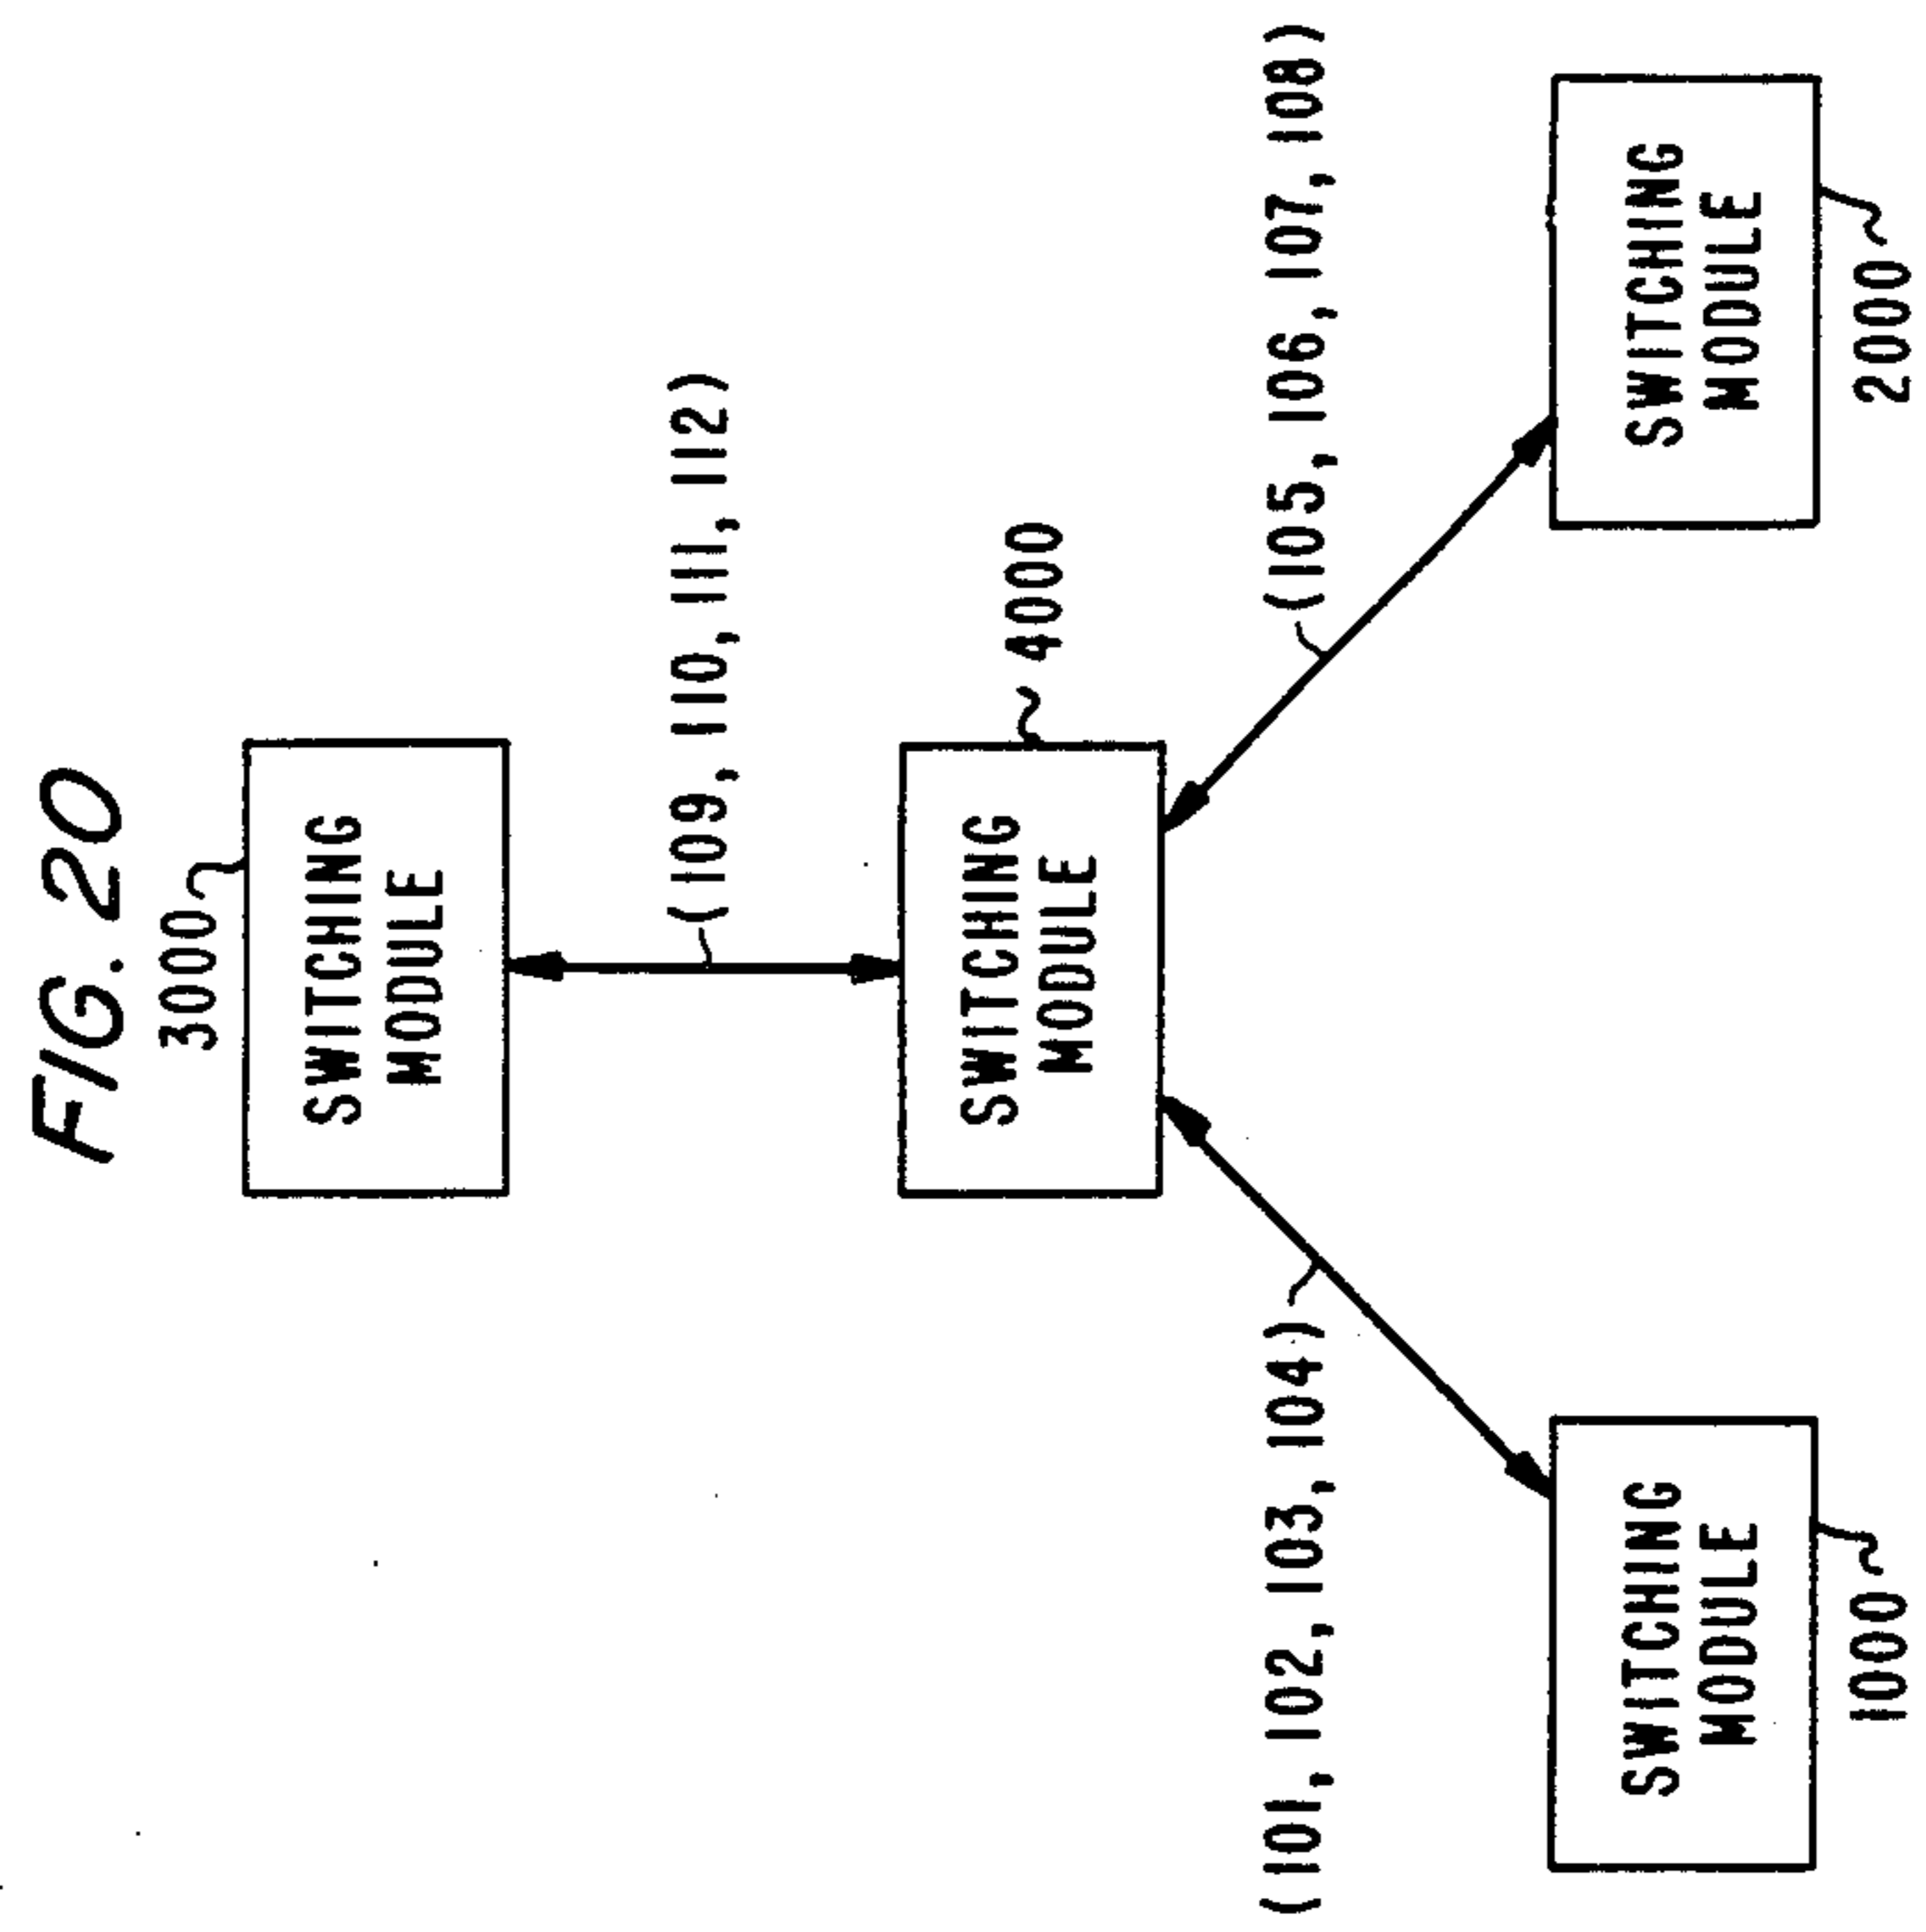 FIG. 20
3000
SWITCHING
MODULE
(109, 110, 111, 112)
4000
SWITCHING
MODULE
(101, 102, 103, 104)
(105, 106, 107, 108)
SWITCHING
MODULE
1000
SWITCHING
MODULE
2000